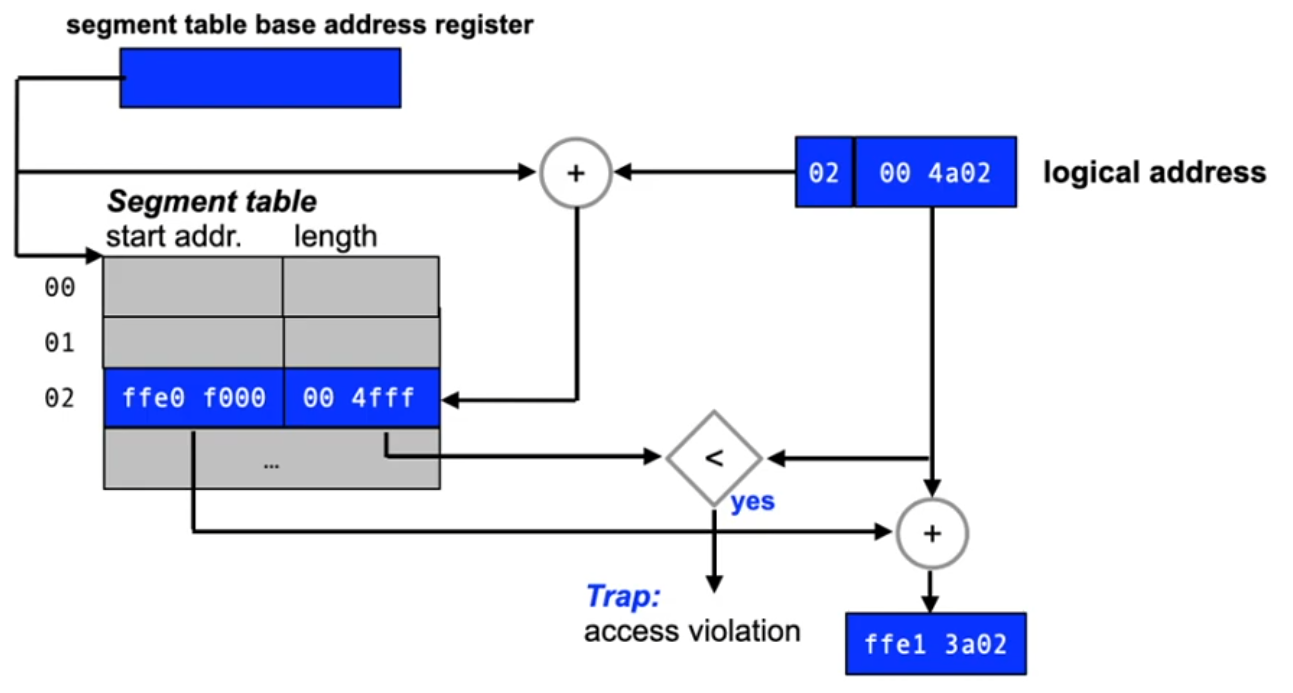 segment table base address register
+
02 00 4a02 logical address
Segment table
start addr. length
00
01
02 ffe0 f000 00 4fff
...
<
yes
+
Trap:
access violation
ffe1 3a02